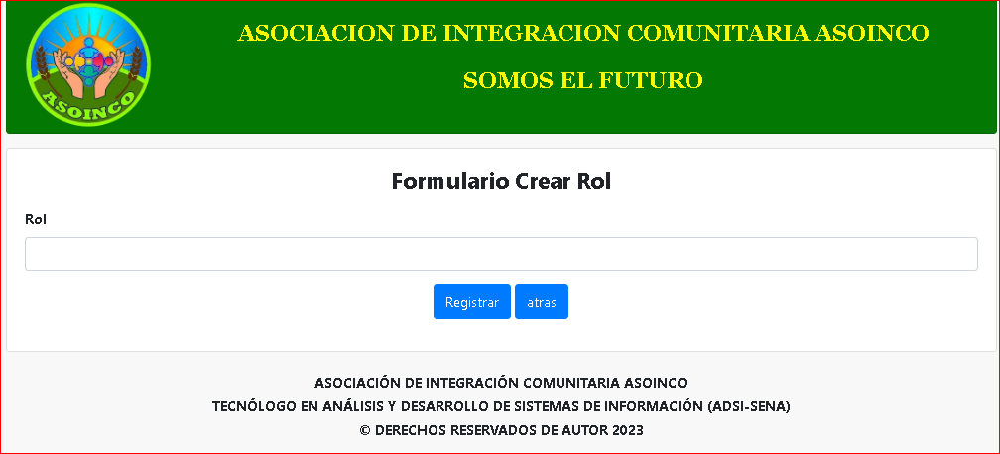 ASOCIACION DE INTEGRACION COMUNITARIA ASOINCO
SOMOS EL FUTURO
ASOINCO
Formulario Crear Rol
Rol
Registrar
atras
ASOCIACIÓN DE INTEGRACIÓN COMUNITARIA ASOINCO
TECNÓLOGO EN ANÁLISIS Y DESARROLLO DE SISTEMAS DE INFORMACIÓN (ADSI-SENA)
© DERECHOS RESERVADOS DE AUTOR 2023